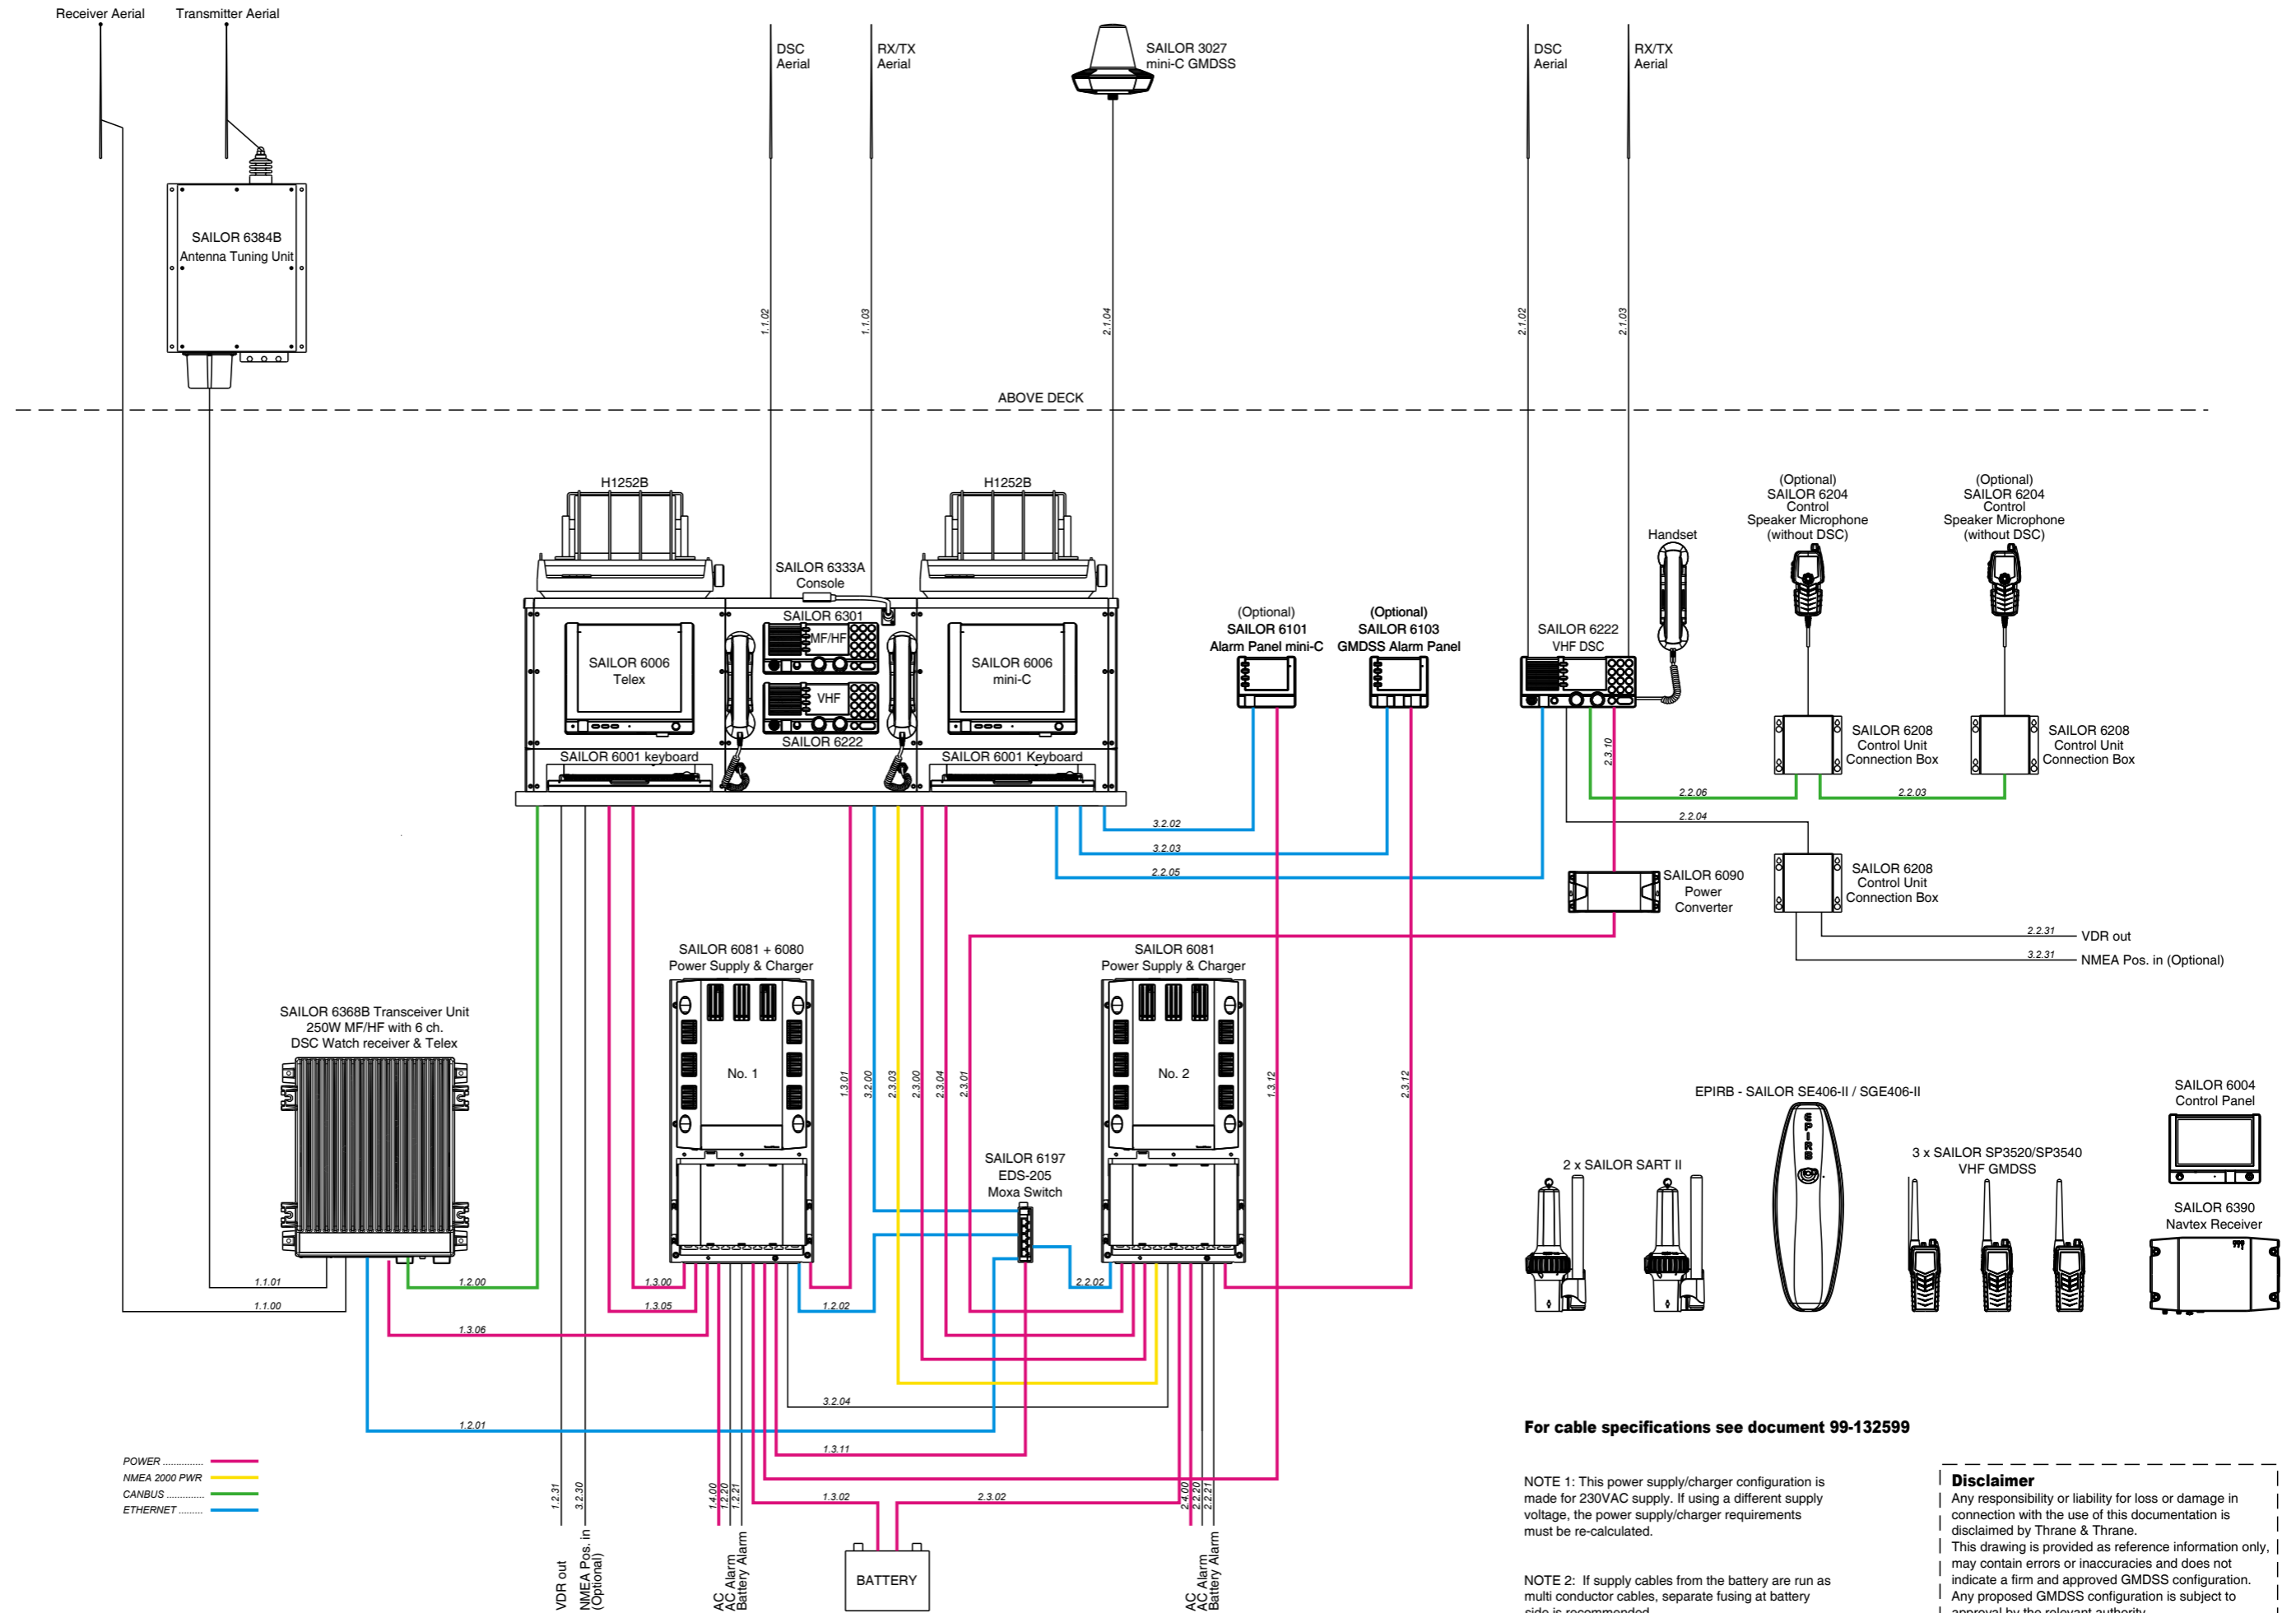 Receiver Aerial
Transmitter Aerial
DSC
Aerial
RX/TX
Aerial
SAILOR 3027
mini-C GMDSS
DSC
Aerial
RX/TX
Aerial
SAILOR 6384B
Antenna Tuning Unit
1.1.02
1.1.03
2.1.04
2.1.02
2.1.03
ABOVE DECK
H1252B
H1252B
SAILOR 6333A
Console
SAILOR 6301
MF/HF
VHF
SAILOR 6222
SAILOR 6006
Telex
SAILOR 6006
mini-C
SAILOR 6001 keyboard
SAILOR 6001 Keyboard
(Optional)
SAILOR 6101
Alarm Panel mini-C
(Optional)
SAILOR 6103
GMDSS Alarm Panel
SAILOR 6222
VHF DSC
Handset
(Optional)
SAILOR 6204
Control
Speaker Microphone
(without DSC)
(Optional)
SAILOR 6204
Control
Speaker Microphone
(without DSC)
SAILOR 6208
Control Unit
Connection Box
SAILOR 6208
Control Unit
Connection Box
2.3.10
2.2.06
2.2.03
2.2.04
3.2.02
3.2.03
2.2.05
SAILOR 6090
Power
Converter
SAILOR 6208
Control Unit
Connection Box
2.2.31
VDR out
3.2.31
NMEA Pos. in (Optional)
SAILOR 6081 + 6080
Power Supply & Charger
No. 1
SAILOR 6081
Power Supply & Charger
No. 2
SAILOR 6368B Transceiver Unit
250W MF/HF with 6 ch.
DSC Watch receiver & Telex
1.3.01
3.2.00
2.3.03
2.3.00
2.3.04
2.3.01
1.3.12
2.3.12
SAILOR 6197
EDS-205
Moxa Switch
EPIRB - SAILOR SE406-II / SGE406-II
EPIRB
2 x SAILOR SART II
3 x SAILOR SP3520/SP3540
VHF GMDSS
SAILOR 6004
Control Panel
SAILOR 6390
Navtex Receiver
1.1.01
1.1.00
1.2.00
1.3.00
1.3.05
1.3.06
1.2.02
2.2.02
3.2.04
1.2.01
1.3.11
1.3.02
2.3.02
POWER ...............
NMEA 2000 PWR
CANBUS ..............
ETHERNET .........
1.2.31
3.2.30
1.4.00
1.2.20
1.2.21
2.4.00
2.2.20
2.2.21
VDR out
NMEA Pos. in
(Optional)
AC
AC Alarm
Battery Alarm
BATTERY
AC
AC Alarm
Battery Alarm
For cable specifications see document 99-132599
NOTE 1: This power supply/charger configuration is
made for 230VAC supply. If using a different supply
voltage, the power supply/charger requirements
must be re-calculated.
NOTE 2: If supply cables from the battery are run as
multi conductor cables, separate fusing at battery
side is recommended
Disclaimer
Any responsibility or liability for loss or damage in
connection with the use of this documentation is
disclaimed by Thrane & Thrane.
This drawing is provided as reference information only,
may contain errors or inaccuracies and does not
indicate a firm and approved GMDSS configuration.
Any proposed GMDSS configuration is subject to
approval by the relevant authority